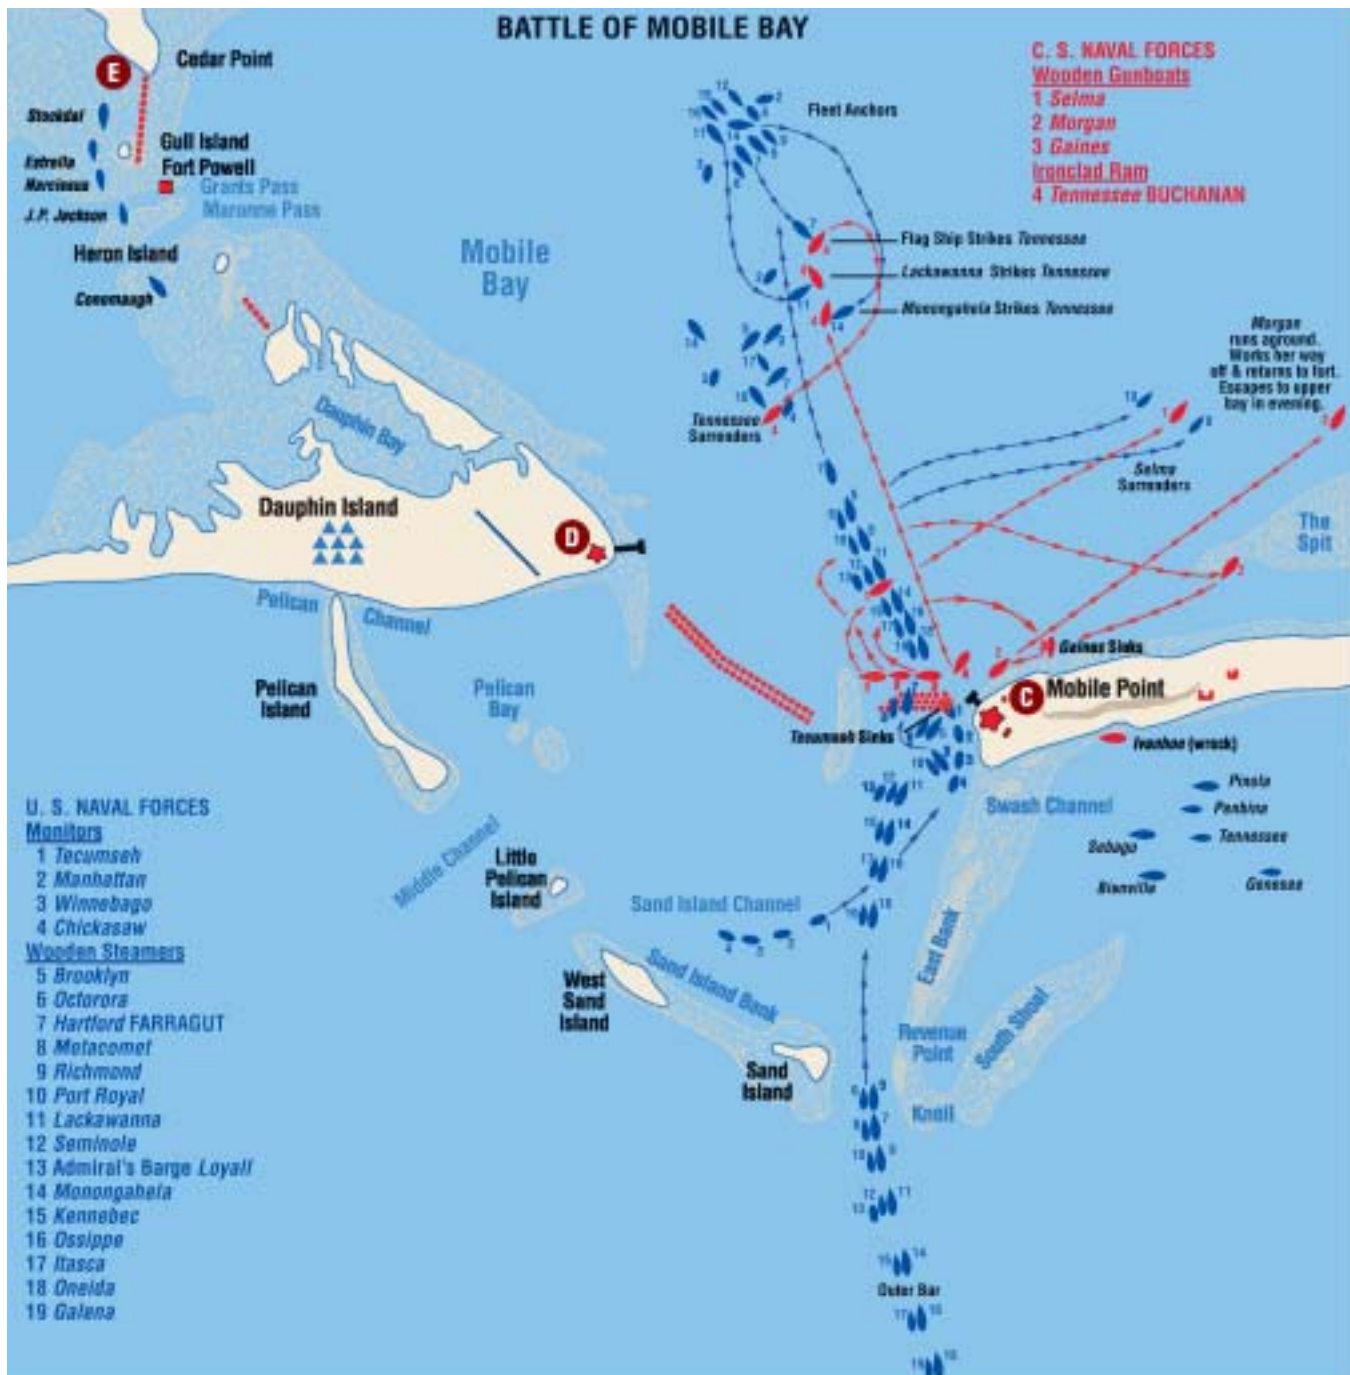 BATTLE OF MOBILE BAY
C. S. NAVAL FORCES
Wooden Gunboats
1 Selma
2 Morgan
3 Gaines
Ironclad Ram
4 Tennessee BUCHANAN
E
Cedar Point
Stockdal
Estrella
Narcissus
J.P. Jackson
Gull Island
Fort Powell
Grants Pass
Maronne Pass
Heron Island
Conemaugh
Mobile
Bay
Fleet Anchors
Flag Ship Strikes Tennessee
Lackawanna Strikes Tennessee
Monongahela Strikes Tennessee
Morgan
runs aground.
Works her way
off & returns to fort.
Escapes to upper
bay in evening.
Tennessee
Surrenders
Selma
Surrenders
The
Spit
Dauphin Bay
Dauphin Island
D
Pelican Channel
Pelican
Island
Pelican
Bay
Gaines Sinks
C
Mobile Point
Tecumseh Sinks
Ivanhoe (wreck)
Swash Channel
Pinola
Penbina
Tennessee
Sebago
Bienville
Genesee
Middle Channel
Little
Pelican
Island
Sand Island Channel
West
Sand
Island
Sand Island Bank
Sand
Island
East Bank
Revenue
Point
South Shoal
Knoll
Outer Bar
U. S. NAVAL FORCES
Monitors
1 Tecumseh
2 Manhattan
3 Winnebago
4 Chickasaw
Wooden Steamers
5 Brooklyn
6 Octorora
7 Hartford FARRAGUT
8 Metacomet
9 Richmond
10 Port Royal
11 Lackawanna
12 Seminole
13 Admiral's Barge Loyall
14 Monongahela
15 Kennebec
16 Ossippe
17 Itasca
18 Oneida
19 Galena